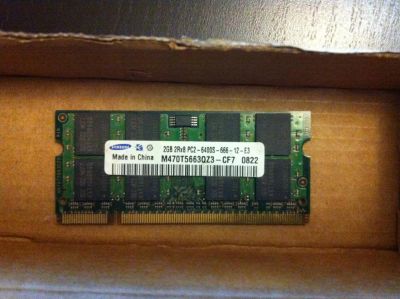 SAMSUNG 2GB 2Rx8 PC2-6400S-666-12-E3
Made in China M470T5663QZ3-CF7 0822